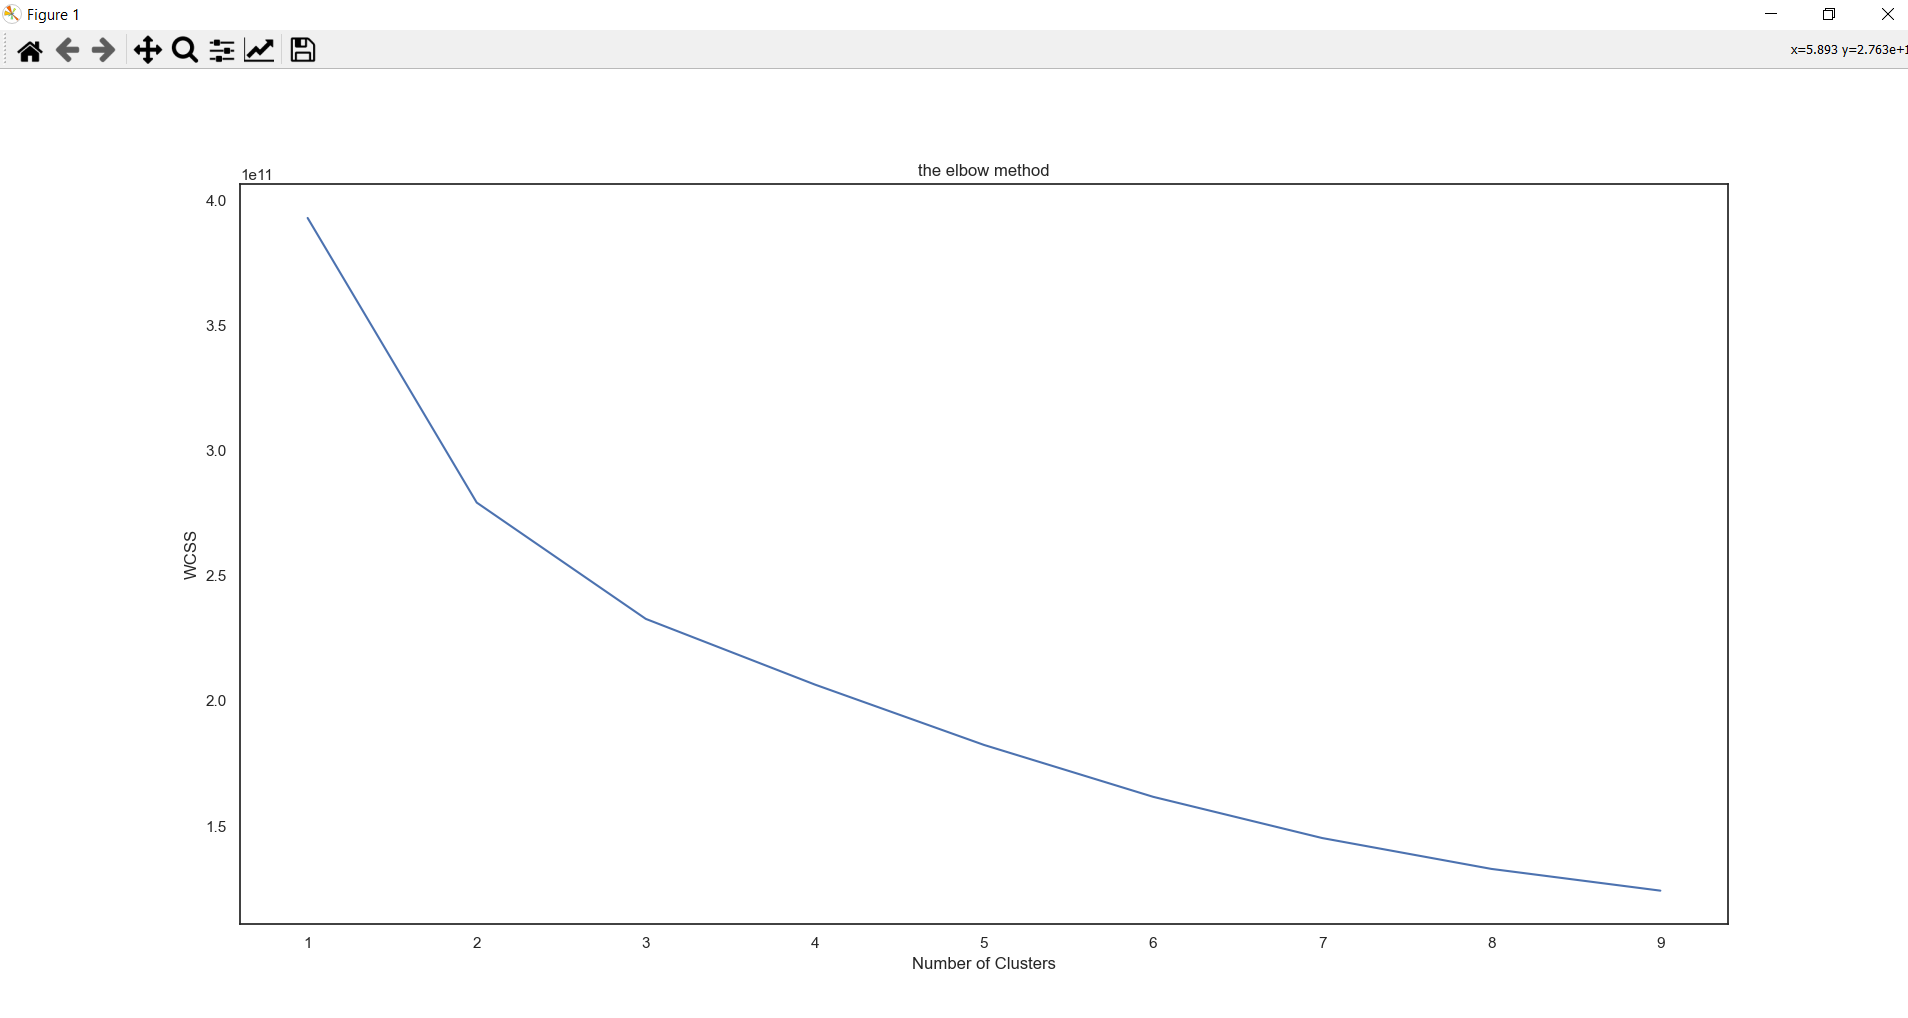 Figure 1
x=5.893 y=2.763e+1
the elbow method
1e11
4.0
3.5
3.0
2.5
2.0
1.5
WCSS
1 2 3 4 5 6 7 8 9
Number of Clusters